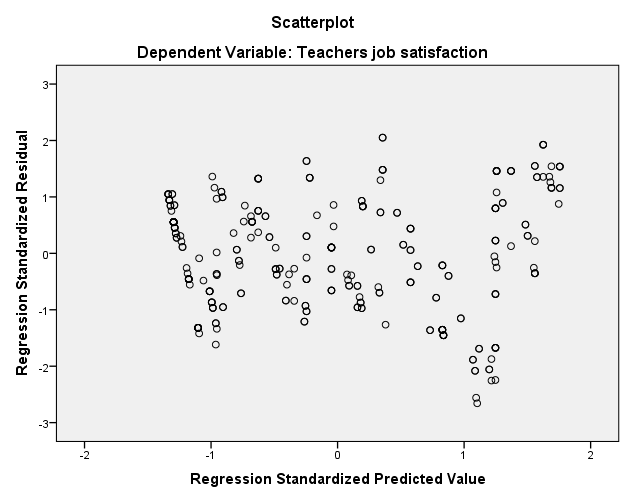 Scatterplot
Dependent Variable: Teachers job satisfaction
Regression Standardized Residual
3
2
1
0
-1
-2
-3
-2 -1 0 1 2
Regression Standardized Predicted Value